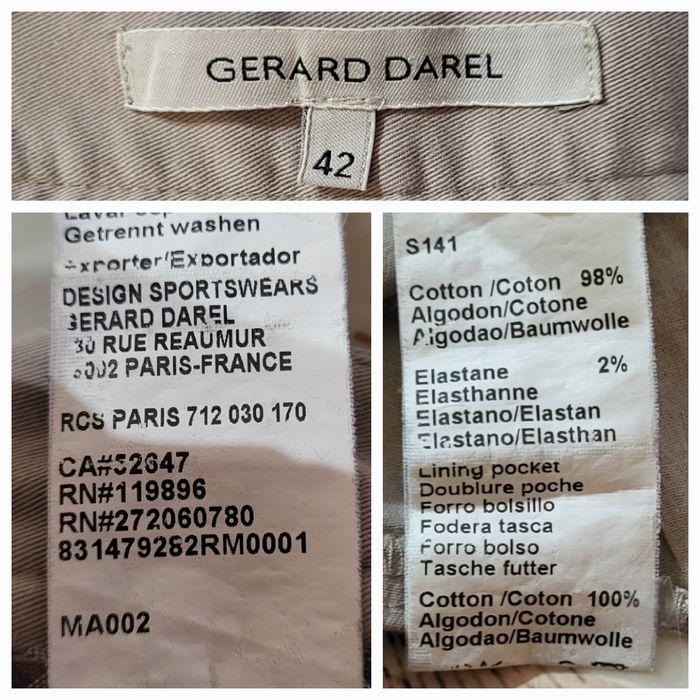 GERARD DAREL
42
Getrennt washen
DESIGN SPORTSWEARS
GERARD DAREL
30 RUE REAUMUR
PARIS-FRANCE
RCS PARIS 712 030 170
CA#52647
RN#119896
RN#272060780
831479282RM0001
MA002
S141
Cotton /Coton 98%
Algodon/Cotone
Algodao/Baumwolle
Elastane 2%
Elasthanne
Elastano/Elastan
Elastano/Elasthan
Lining pocket
Doublure poche
Forro bolsillo
Fodera tasca
Forro bolso
Tasche futter
Cotton /Coton 100%
Algodon/Cotone
Algodao/Baumwolle